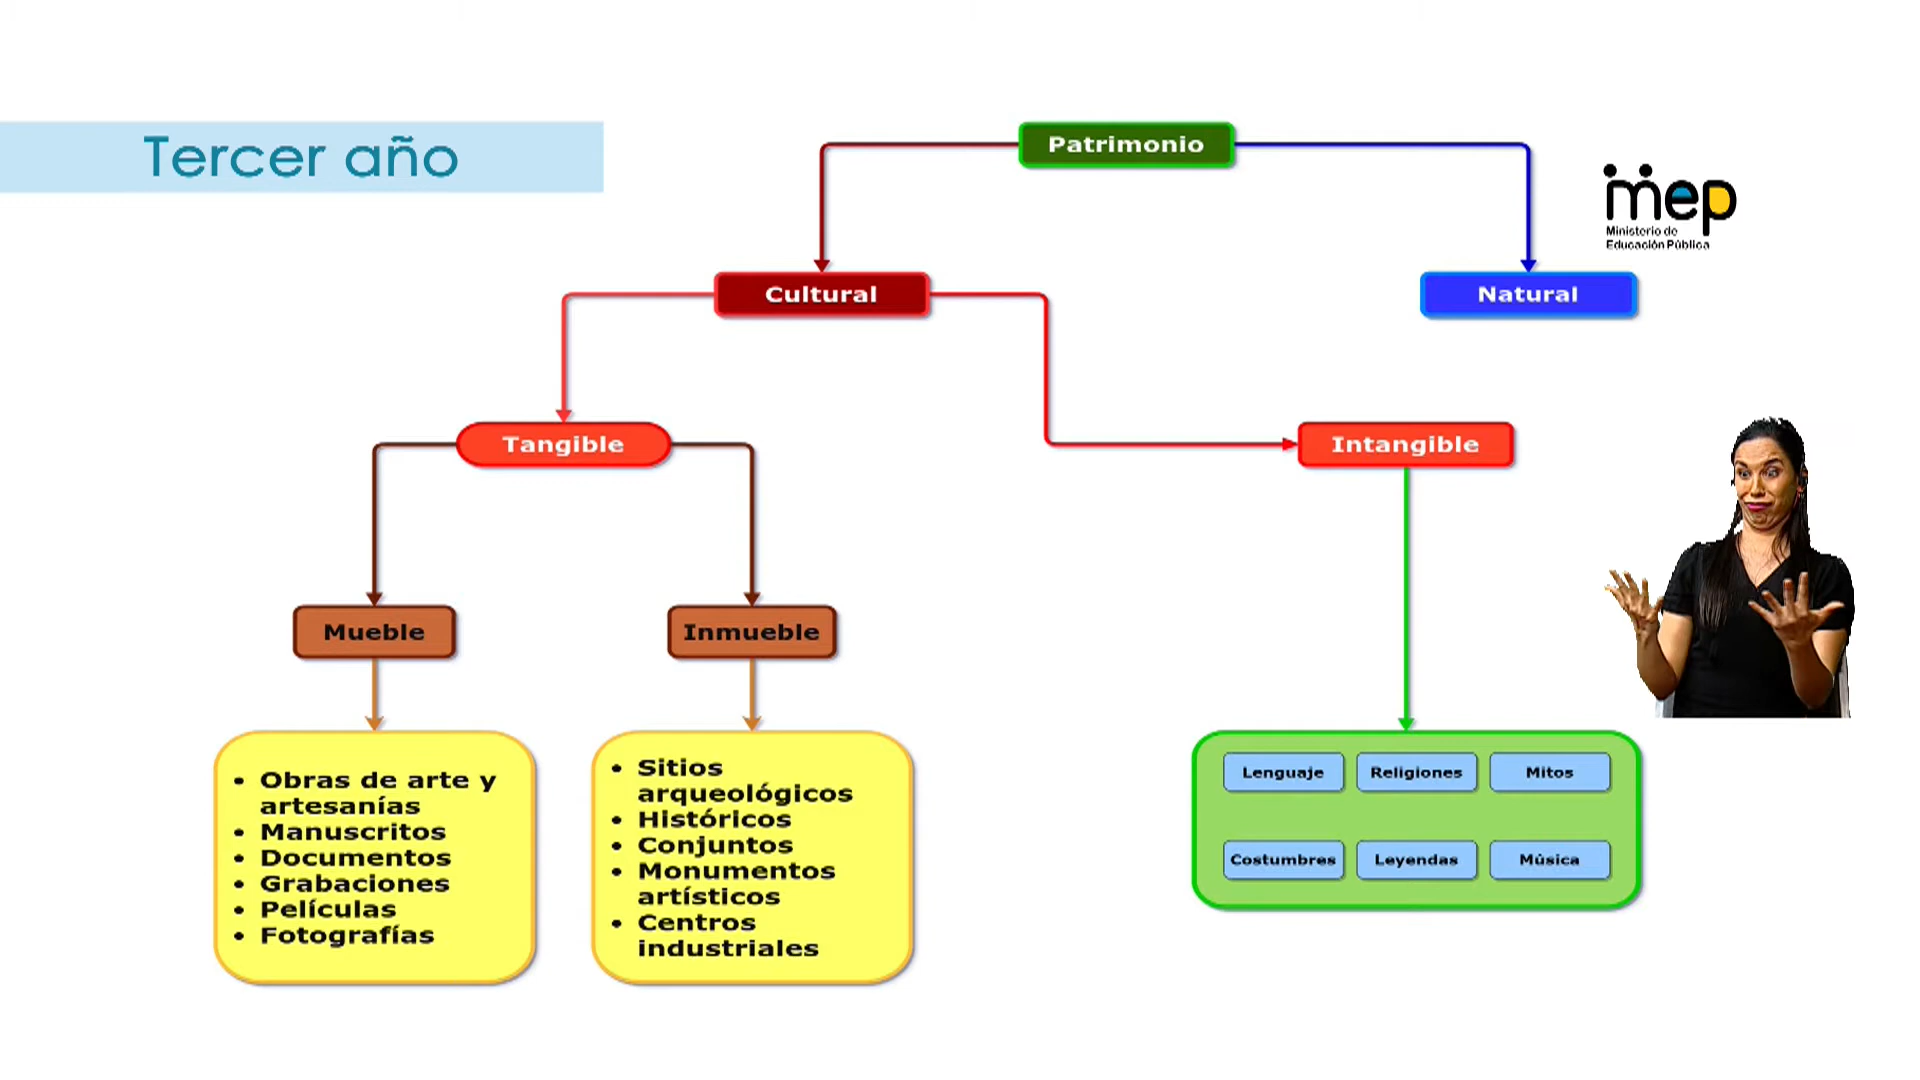 Tercer año
Patrimonio
mep
Ministerio de
Educación Pública
Cultural
Natural
Tangible
Intangible
Mueble
Inmueble
• Obras de arte y
artesanías
• Manuscritos
• Documentos
• Grabaciones
• Películas
• Fotografías
• Sitios
arqueológicos
• Históricos
• Conjuntos
• Monumentos
artísticos
• Centros
industriales
Lenguaje
Religiones
Mitos
Costumbres
Leyendas
Música